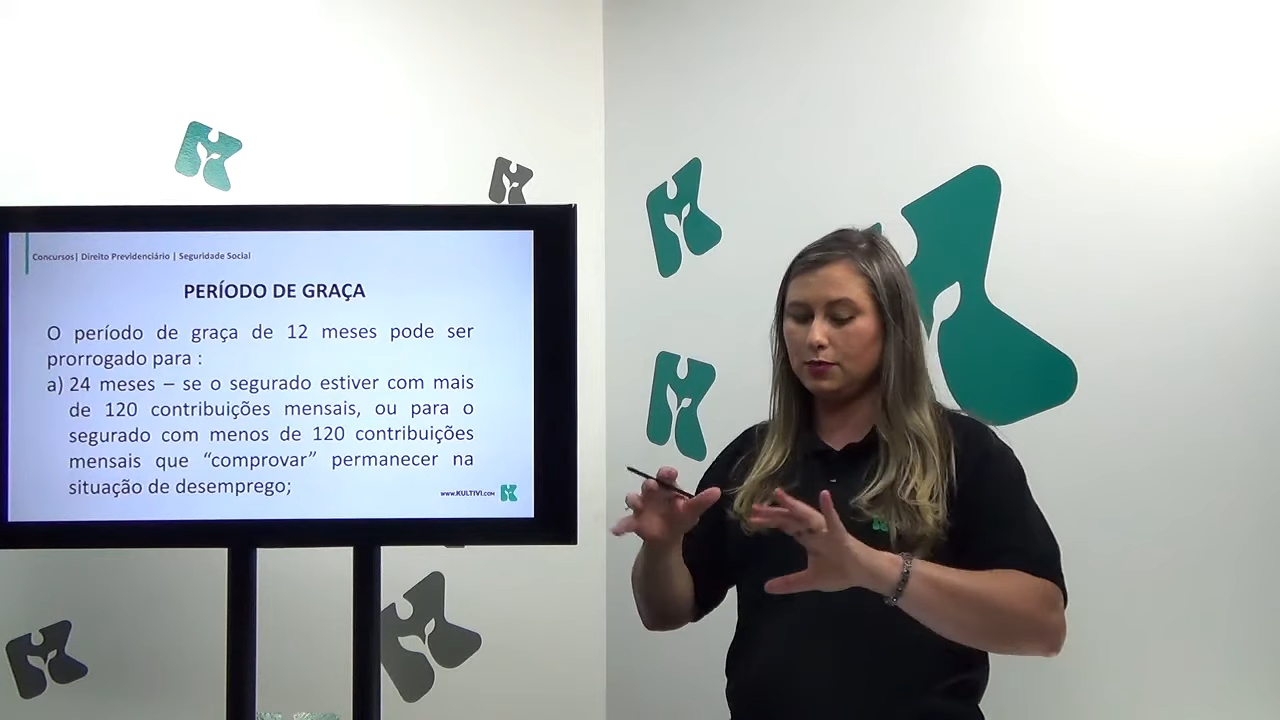 Concursos| Direito Previdenciário | Seguridade Social
PERÍODO DE GRAÇA
O período de graça de 12 meses pode ser
prorrogado para :
a) 24 meses – se o segurado estiver com mais
de 120 contribuições mensais, ou para o
segurado com menos de 120 contribuições
mensais que “comprovar” permanecer na
situação de desemprego;
www.KULTIVI.com